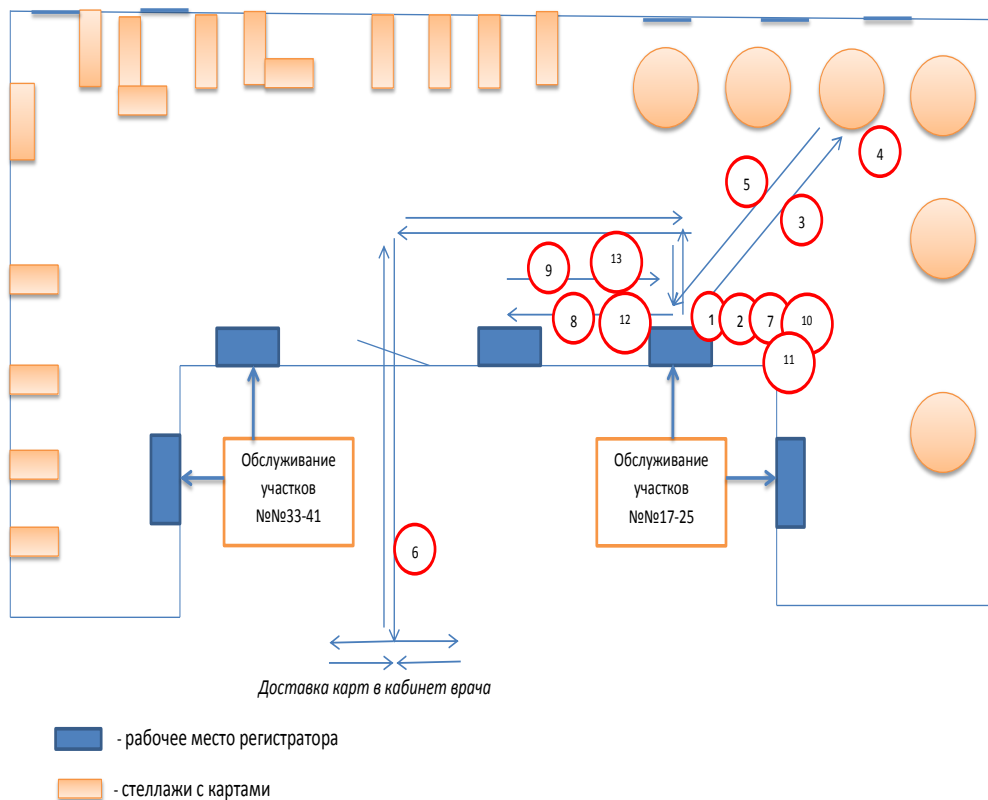 4
5
3
13
9
8
12
1
2
7
10
11
Обслуживание
участков
№№33-41
Обслуживание
участков
№№17-25
6
Доставка карт в кабинет врача
- рабочее место регистратора
- стеллажи с картами